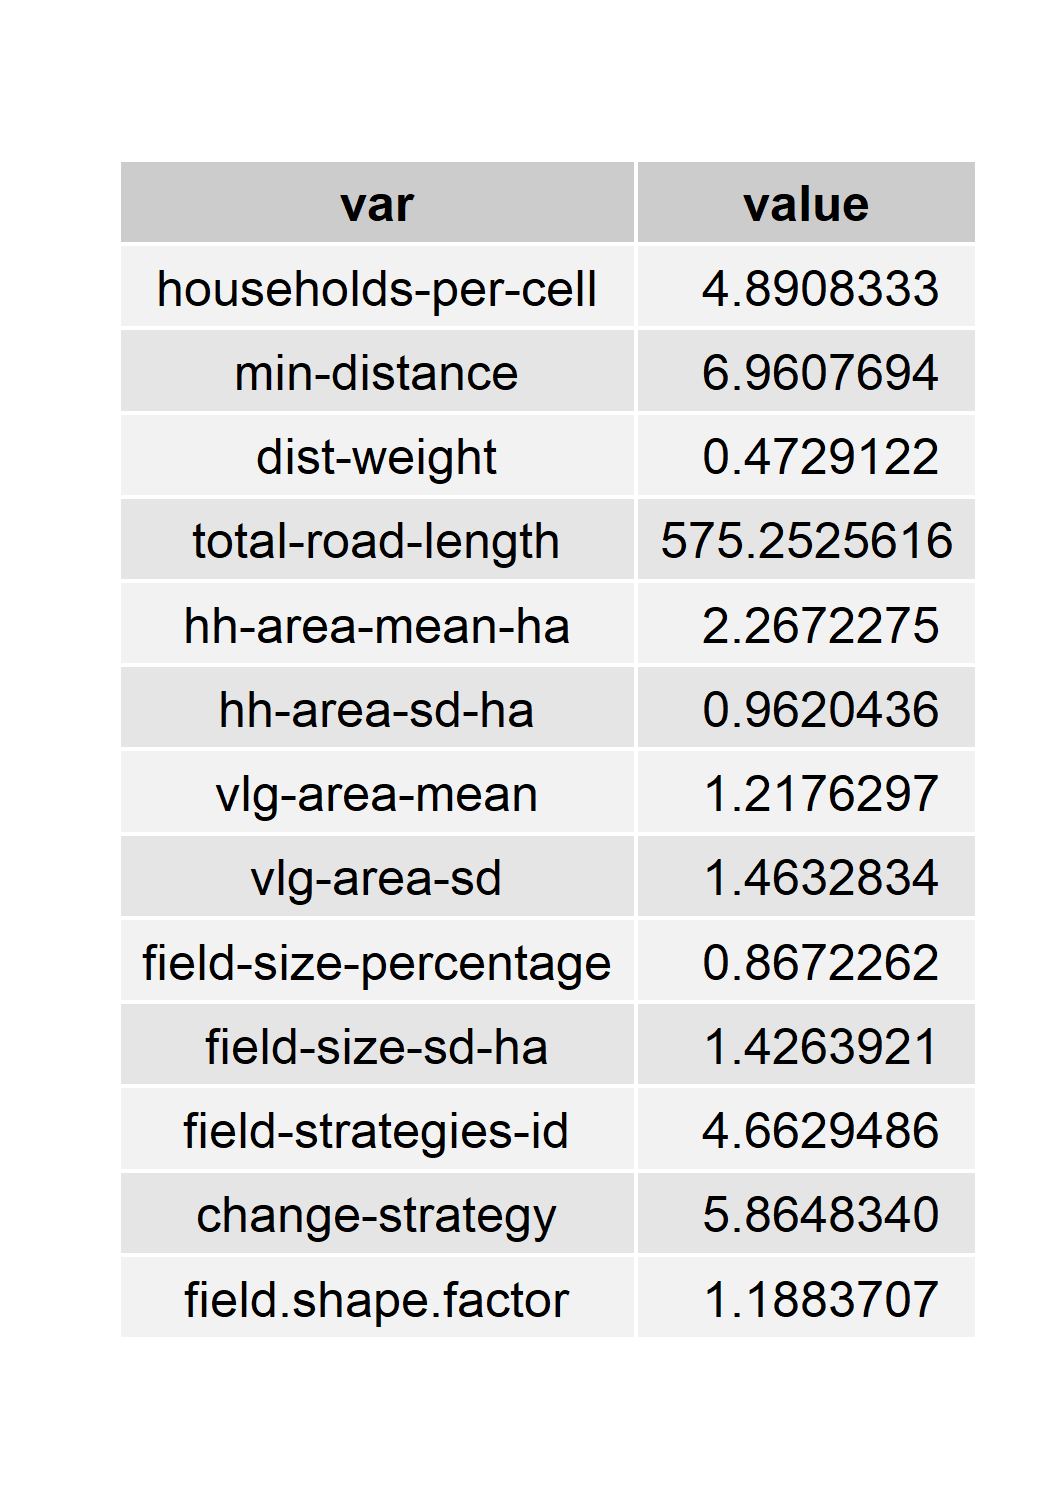 var value
households-per-cell 4.8908333
min-distance 6.9607694
dist-weight 0.4729122
total-road-length 575.2525616
hh-area-mean-ha 2.2672275
hh-area-sd-ha 0.9620436
vlg-area-mean 1.2176297
vlg-area-sd 1.4632834
field-size-percentage 0.8672262
field-size-sd-ha 1.4263921
field-strategies-id 4.6629486
change-strategy 5.8648340
field.shape.factor 1.1883707